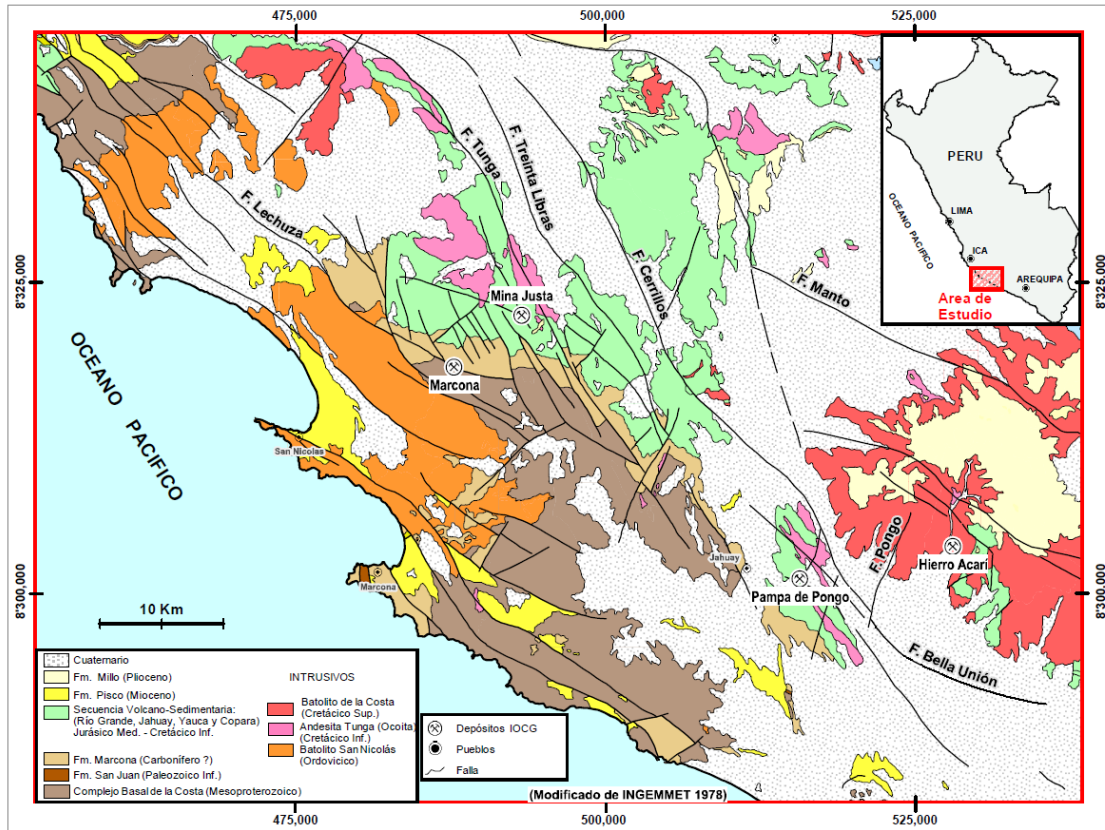 475,000
500,000
525,000
8'125,000
8'300,000
8'125,000
8'300,000
475,000
500,000
525,000
PERU
OCEANO PACIFICO
LIMA
ICA
AREQUIPA
Area de
Estudio
F. Tunga
F. Treinta Libras
F. Lechuza
F. Cerrillos
F. Manto
Mina Justa
Marcona
OCEANO PACIFICO
San Nicolas
F. Pongo
Hierro Acarí
Jahuay
Pampa de Pongo
Marcona
F. Bella Unión
10 Km
Cuaternario
Fm. Millo (Plioceno)
Fm. Pisco (Mioceno)
Secuencia Volcano-Sedimentaria:
(Río Grande, Jahuay, Yauca y Copara)
Jurásico Med. - Cretácico Inf.
Fm. Marcona (Carbonífero ?)
Fm. San Juan (Paleozoico Inf.)
Complejo Basal de la Costa (Mesoproterozoico)
INTRUSIVOS
Batolito de la Costa
(Cretácico Sup.)
Andesita Tunga (Ocoita)
(Cretácico Inf.)
Batolito San Nicolás
(Ordovicico)
Depósitos IOCG
Pueblos
Falla
(Modificado de INGEMMET 1978)